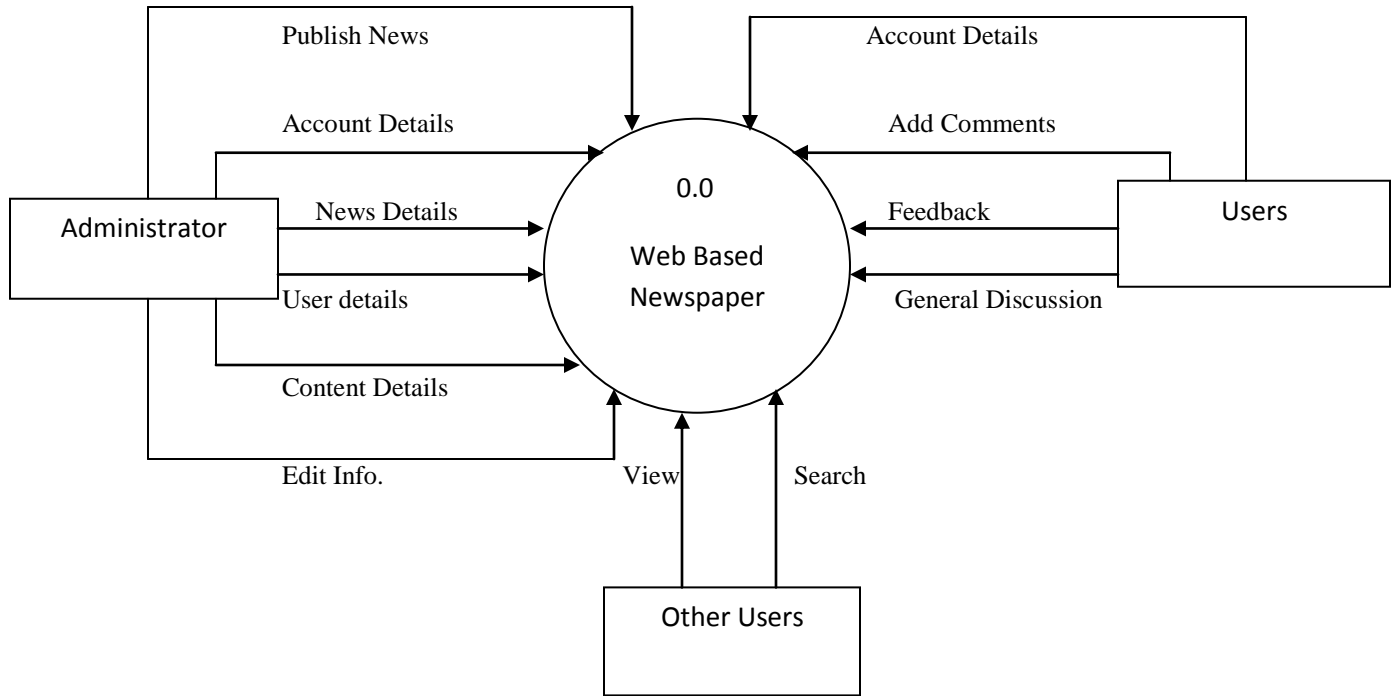 Publish News
Account Details
Account Details
Add Comments
0.0
Administrator
News Details
Feedback
Users
Web Based
Newspaper
User details
General Discussion
Content Details
Edit Info.
View
Search
Other Users